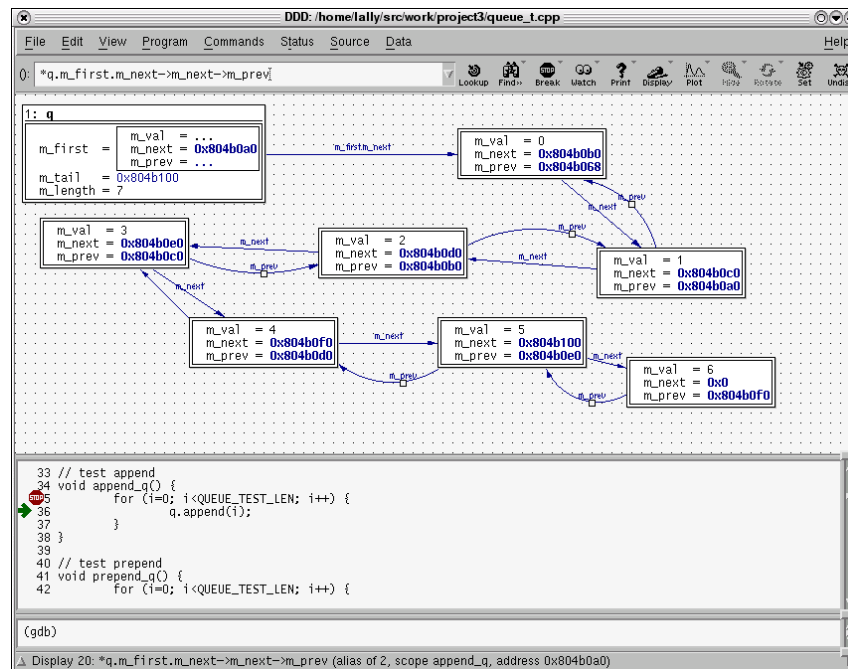 DDD: /home/lally/src/work/project3/queue_t.cpp
File Edit View Program Commands Status Source Data Help
(): *q.m_first.m_next->m_next->m_prev
Lookup Find» Break Watch Print Display Plot Rotate Set Undisp
1: q
m_first =
m_val = ...
m_next = 0x804b0a0
m_prev = ...
m_tail = 0x804b100
m_length = 7
m_first.m_next
m_val = 0
m_next = 0x804b0b0
m_prev = 0x804b068
m_prev
m_next
m_val = 3
m_next = 0x804b0e0
m_prev = 0x804b0c0
m_next
m_prev
m_val = 2
m_next = 0x804b0d0
m_prev = 0x804b0b0
m_prev
m_next
m_val = 1
m_next = 0x804b0c0
m_prev = 0x804b0a0
m_next
m_val = 4
m_next = 0x804b0f0
m_prev = 0x804b0d0
m_next
m_prev
m_val = 5
m_next = 0x804b100
m_prev = 0x804b0e0
m_next
m_prev
m_val = 6
m_next = 0x0
m_prev = 0x804b0f0
33 // test append
34 void append_q() {
STOP 35 for (i=0; i<QUEUE_TEST_LEN; i++) {
36 q.append(i);
37 }
38 }
39
40 // test prepend
41 void prepend_q() {
42 for (i=0; i<QUEUE_TEST_LEN; i++) {
(gdb)
Display 20: *q.m_first.m_next->m_next->m_prev (alias of 2, scope append_q, address 0x804b0a0)